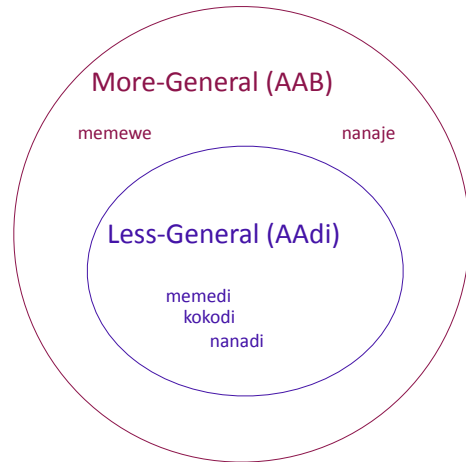 More-General (AAB)
memewe nanaje
Less-General (AAdi)
memedi
kokodi
nanadi